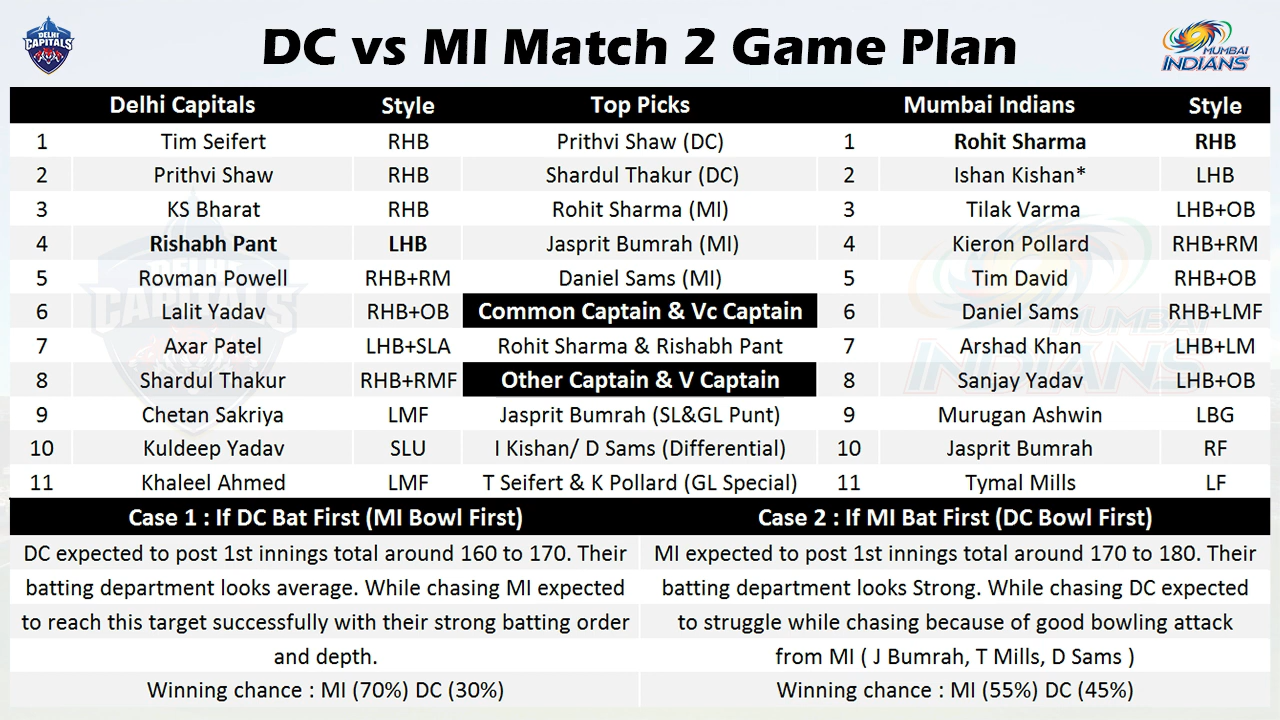 DELHI
CAPITALS
DC vs MI Match 2 Game Plan
MUMBAI
INDIANS
Delhi Capitals Style Top Picks Mumbai Indians Style
1 Tim Seifert RHB Prithvi Shaw (DC) 1 Rohit Sharma RHB
2 Prithvi Shaw RHB Shardul Thakur (DC) 2 Ishan Kishan* LHB
3 KS Bharat RHB Rohit Sharma (MI) 3 Tilak Varma LHB+OB
4 Rishabh Pant LHB Jasprit Bumrah (MI) 4 Kieron Pollard RHB+RM
5 Rovman Powell RHB+RM Daniel Sams (MI) 5 Tim David RHB+OB
6 Lalit Yadav RHB+OB Common Captain & Vc Captain 6 Daniel Sams RHB+LMF
7 Axar Patel LHB+SLA Rohit Sharma & Rishabh Pant 7 Arshad Khan LHB+LM
8 Shardul Thakur RHB+RMF Other Captain & V Captain 8 Sanjay Yadav LHB+OB
9 Chetan Sakriya LMF Jasprit Bumrah (SL&GL Punt) 9 Murugan Ashwin LBG
10 Kuldeep Yadav SLU I Kishan/ D Sams (Differential) 10 Jasprit Bumrah RF
11 Khaleel Ahmed LMF T Seifert & K Pollard (GL Special) 11 Tymal Mills LF
DELHI
CAPITALS
MUMBAI
INDIANS
Case 1 : If DC Bat First (MI Bowl First)
DC expected to post 1st innings total around 160 to 170. Their
batting department looks average. While chasing MI expected
to reach this target successfully with their strong batting order
and depth.
Winning chance : MI (70%) DC (30%)
Case 2 : If MI Bat First (DC Bowl First)
MI expected to post 1st innings total around 170 to 180. Their
batting department looks Strong. While chasing DC expected
to struggle while chasing because of good bowling attack
from MI ( J Bumrah, T Mills, D Sams )
Winning chance : MI (55%) DC (45%)